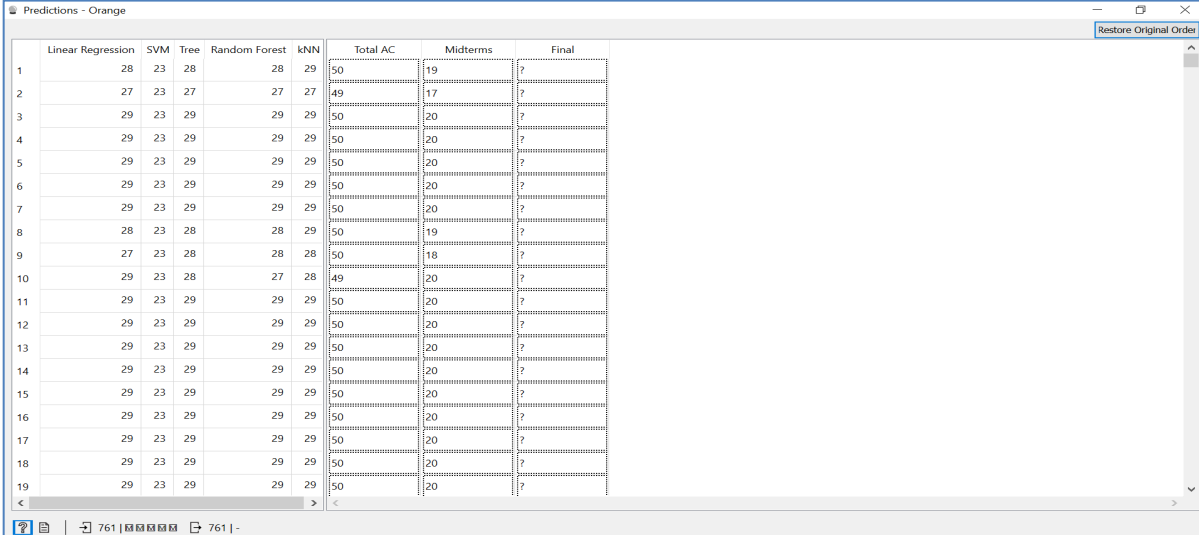 Predictions - Orange
Restore Original Order
Linear Regression SVM Tree Random Forest kNN Total AC Midterms Final
1 28 23 28 28 29 50 19 ?
2 27 23 27 27 27 49 17 ?
3 29 23 29 29 29 50 20 ?
4 29 23 29 29 29 50 20 ?
5 29 23 29 29 29 50 20 ?
6 29 23 29 29 29 50 20 ?
7 29 23 29 29 29 50 20 ?
8 28 23 28 28 29 50 19 ?
9 27 23 28 28 28 50 18 ?
10 29 23 28 27 28 49 20 ?
11 29 23 29 29 29 50 20 ?
12 29 23 29 29 29 50 20 ?
13 29 23 29 29 29 50 20 ?
14 29 23 29 29 29 50 20 ?
15 29 23 29 29 29 50 20 ?
16 29 23 29 29 29 50 20 ?
17 29 23 29 29 29 50 20 ?
18 29 23 29 29 29 50 20 ?
19 29 23 29 29 29 50 20 ?
? 761 | 761 | -